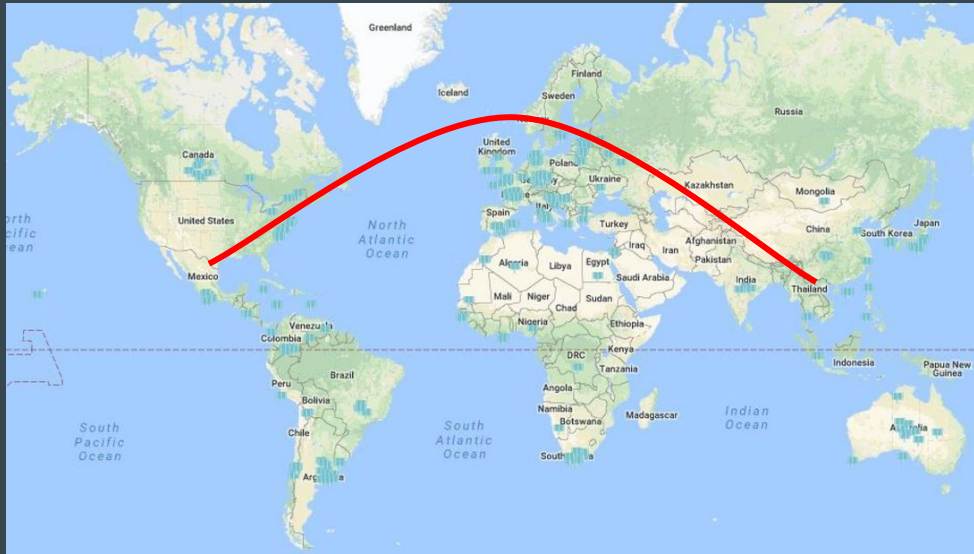 Greenland
Iceland
Finland
Sweden
Russia
United
Kingdom
Canada
Poland
Ukraine
Kazakhstan
Mongolia
United States
Spain
Turkey
China
Japan
South Korea
North
Atlantic
Ocean
Iraq
Iran
Afghanistan
Pakistan
Mexico
Algeria
Libya
Egypt
Saudi Arabia
India
Thailand
Mali
Niger
Chad
Sudan
Nigeria
Ethiopia
Venezu
Colombia
DRC
Kenya
Tanzania
Indonesia
Papua New
Guinea
Peru
Brazil
Bolivia
Angola
Namibia
Botswana
Madagascar
Indian
Ocean
South
Pacific
Ocean
Chile
South
Atlantic
Ocean